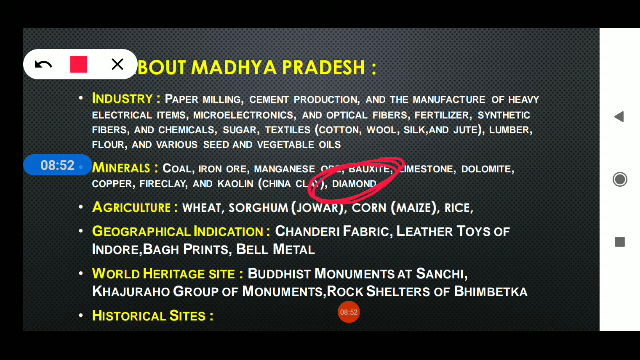 BOUT MADHYA PRADESH :
• INDUSTRY : PAPER MILLING, CEMENT PRODUCTION, AND THE MANUFACTURE OF HEAVY
ELECTRICAL ITEMS, MICROELECTRONICS, AND OPTICAL FIBERS, FERTILIZER, SYNTHETIC
FIBERS, AND CHEMICALS, SUGAR, TEXTILES (COTTON, WOOL, SILK,AND JUTE), LUMBER,
FLOUR, AND VARIOUS SEED AND VEGETABLE OILS
08:52
MINERALS : COAL, IRON ORE, MANGANESE ORE, BAUXITE, LIMESTONE, DOLOMITE,
COPPER, FIRECLAY, AND KAOLIN (CHINA CLAY), DIAMOND
• AGRICULTURE : WHEAT, SORGHUM (JOWAR), CORN (MAIZE), RICE,
• GEOGRAPHICAL INDICATION : CHANDERI FABRIC, LEATHER TOYS OF
INDORE,BAGH PRINTS, BELL METAL
• WORLD HERITAGE SITE : BUDDHIST MONUMENTS AT SANCHI,
KHAJURAHO GROUP OF MONUMENTS,ROCK SHELTERS OF BHIMBETKA
• HISTORICAL SITES :
08:52